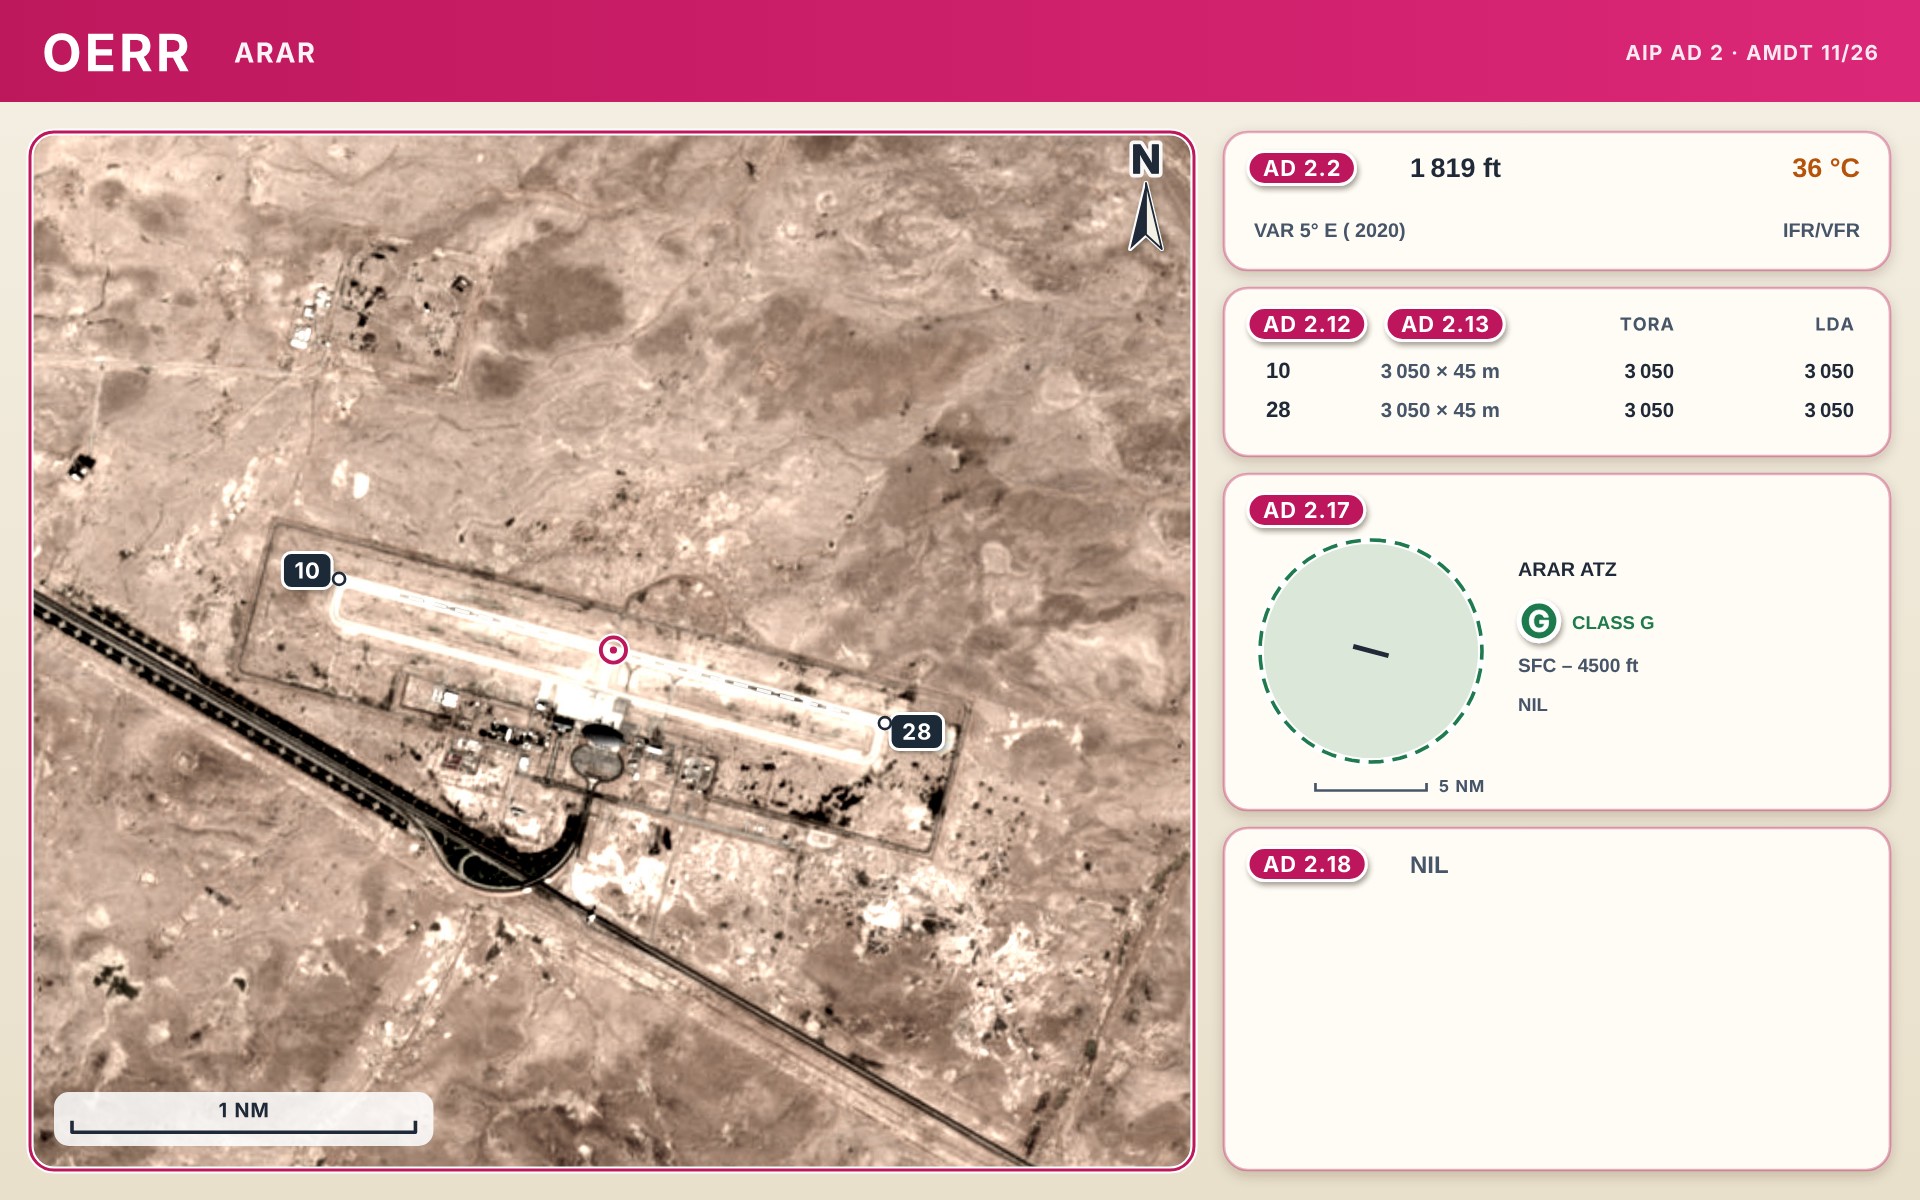 OERR ARAR
AIP AD 2 · AMDT 11/26
N
10
28
1 NM
AD 2.2 1 819 ft 36 °C
VAR 5° E ( 2020) IFR/VFR
AD 2.12 AD 2.13 TORA LDA
10 3 050 × 45 m 3 050 3 050
28 3 050 × 45 m 3 050 3 050
AD 2.17
ARAR ATZ
G CLASS G
SFC – 4500 ft
NIL
5 NM
AD 2.18 NIL